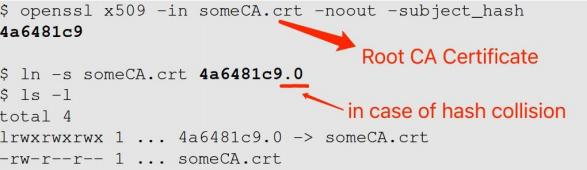 $ openssl x509 -in someCA.crt -noout -subject_hash
4a6481c9
Root CA Certificate
$ ln -s someCA.crt 4a6481c9.0
$ ls -l
in case of hash collision
total 4
lrwxrwxrwx 1 ... 4a6481c9.0 -> someCA.crt
-rw-r--r-- 1 ... someCA.crt